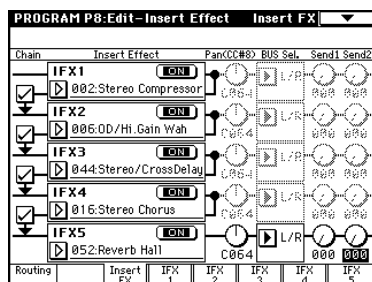 PROGRAM P8:Edit-Insert Effect Insert FX
Chain Insert Effect Pan(CC#8) BUS Sel. Send1 Send2
IFX1 ON
002:Stereo Compressor C064 L/R 000 000
IFX2 ON
006:OD/Hi.Gain Wah C064 L/R 000 000
IFX3 ON
044:Stereo/CrossDelay C064 L/R 000 000
IFX4 ON
016:Stereo Chorus C064 L/R 000 000
IFX5 ON
052:Reverb Hall C064 L/R 000 000
Routing Insert FX IFX 1 IFX 2 IFX 3 IFX 4 IFX 5